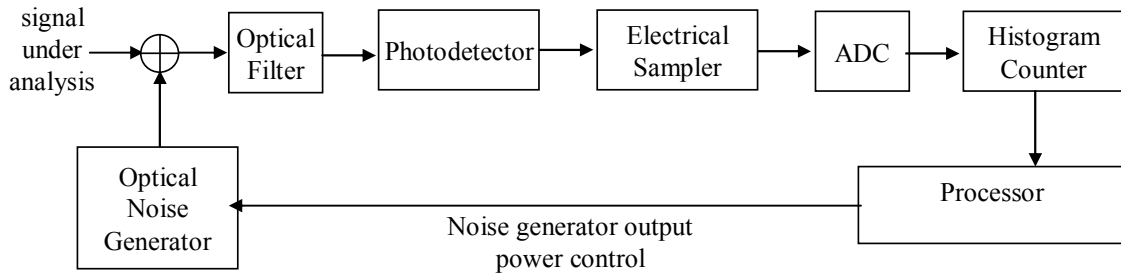 signal
under
analysis
Optical
Filter
Photodetector
Electrical
Sampler
ADC
Histogram
Counter
Optical
Noise
Generator
Processor
Noise generator output
power control